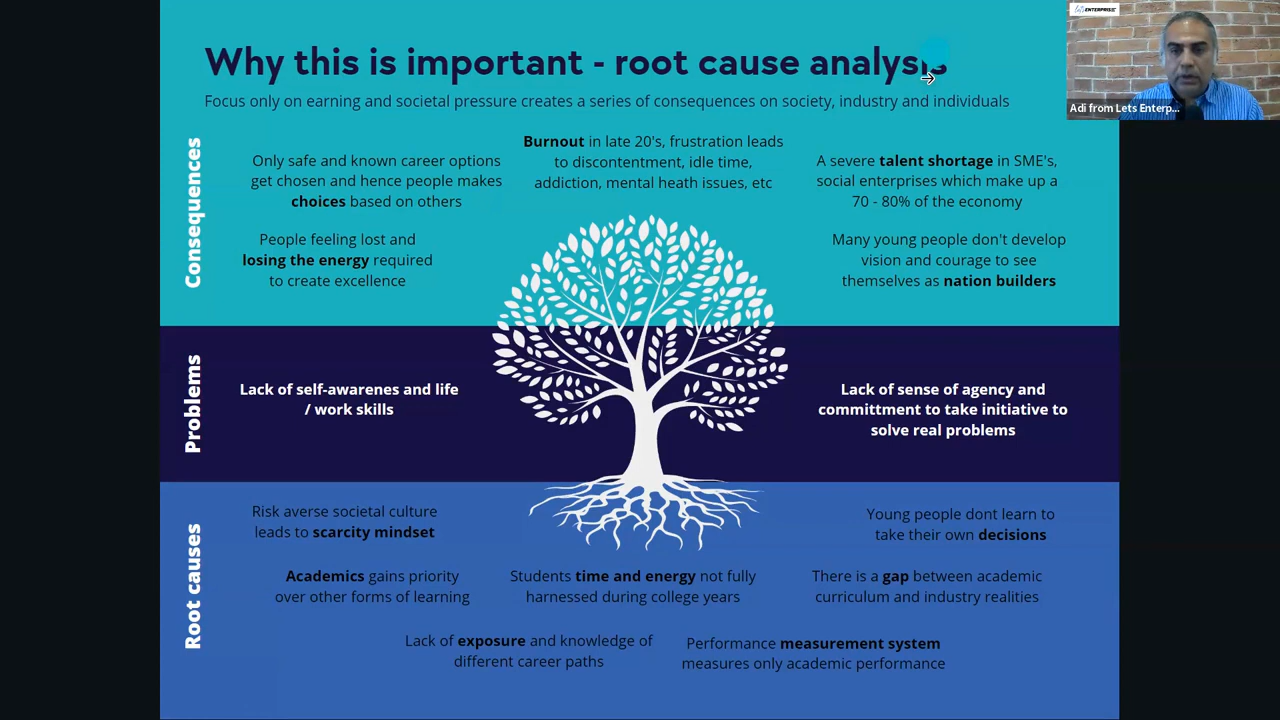 Why this is important - root cause analysis
Focus only on earning and societal pressure creates a series of consequences on society, industry and individuals
Consequences
Only safe and known career options
get chosen and hence people makes
choices based on others
Burnout in late 20's, frustration leads
to discontentment, idle time,
addiction, mental heath issues, etc
A severe talent shortage in SME's,
social enterprises which make up a
70 - 80% of the economy
People feeling lost and
losing the energy required
to create excellence
Many young people don't develop
vision and courage to see
themselves as nation builders
Problems
Lack of self-awarenes and life
/ work skills
Lack of sense of agency and
committment to take initiative to
solve real problems
Root causes
Risk averse societal culture
leads to scarcity mindset
Young people dont learn to
take their own decisions
Academics gains priority
over other forms of learning
Students time and energy not fully
harnessed during college years
There is a gap between academic
curriculum and industry realities
Lack of exposure and knowledge of
different career paths
Performance measurement system
measures only academic performance
ENTERPRISE
Adi from Lets Enterp...